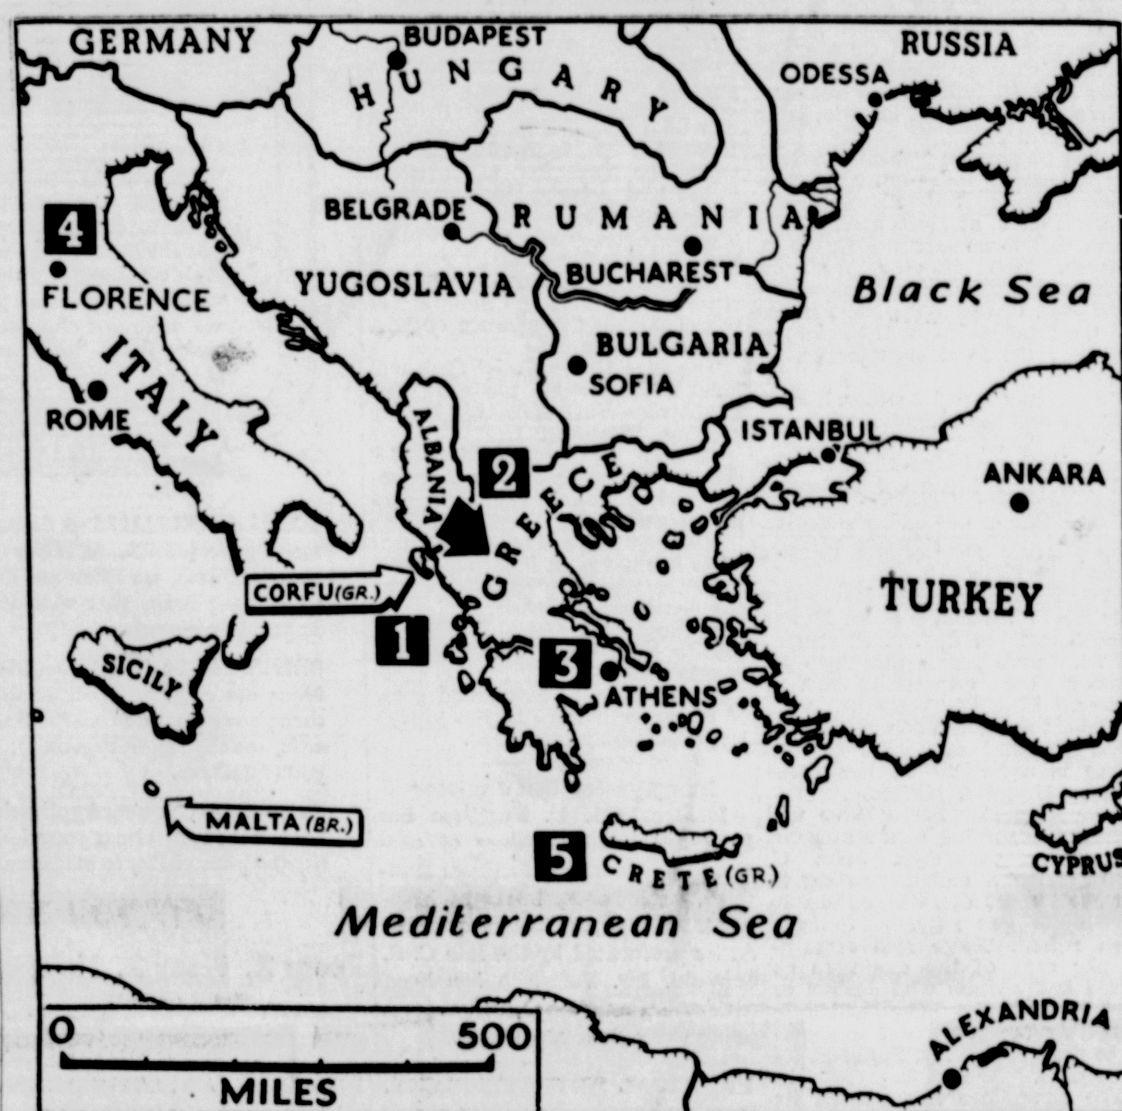 GERMANY
BUDAPEST
HUNGARY
RUSSIA
ODESSA
4
BELGRADE
RUMANIA
FLORENCE
YUGOSLAVIA
BUCHAREST
Black Sea
ITALY
BULGARIA
SOFIA
ROME
ALBANIA
ISTANBUL
2
GREECE
ANKARA
CORFU (GR.)
TURKEY
1
SICILY
3
ATHENS
MALTA (BR.)
5
CRETE (GR.)
CYPRUS
Mediterranean Sea
ALEXANDRIA
0 500
MILES